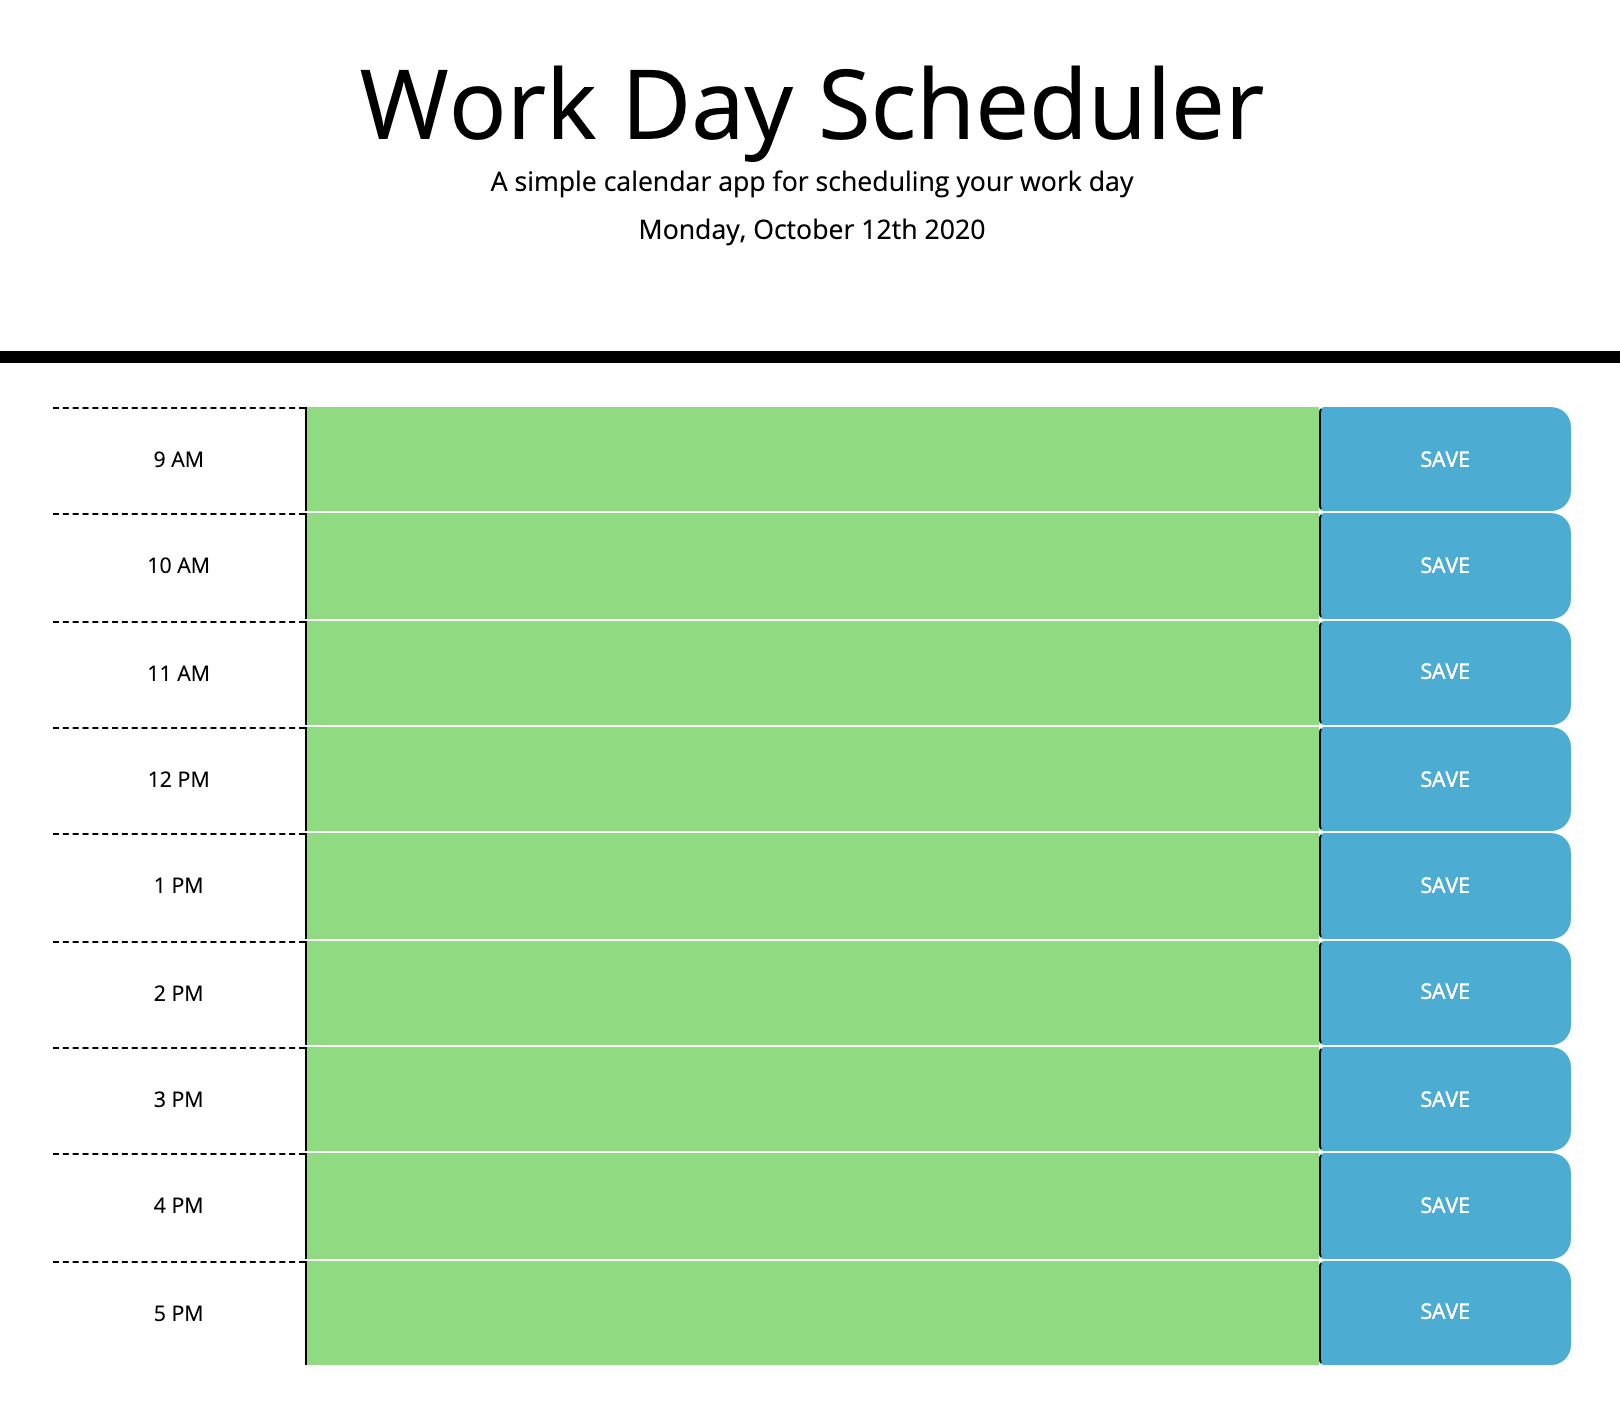 Work Day Scheduler
A simple calendar app for scheduling your work day
Monday, October 12th 2020
9 AM SAVE
10 AM SAVE
11 AM SAVE
12 PM SAVE
1 PM SAVE
2 PM SAVE
3 PM SAVE
4 PM SAVE
5 PM SAVE